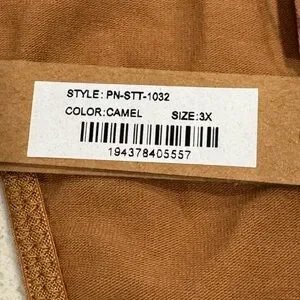 STYLE: PN-STT-1032
COLOR:CAMEL SIZE:3X
194378405557